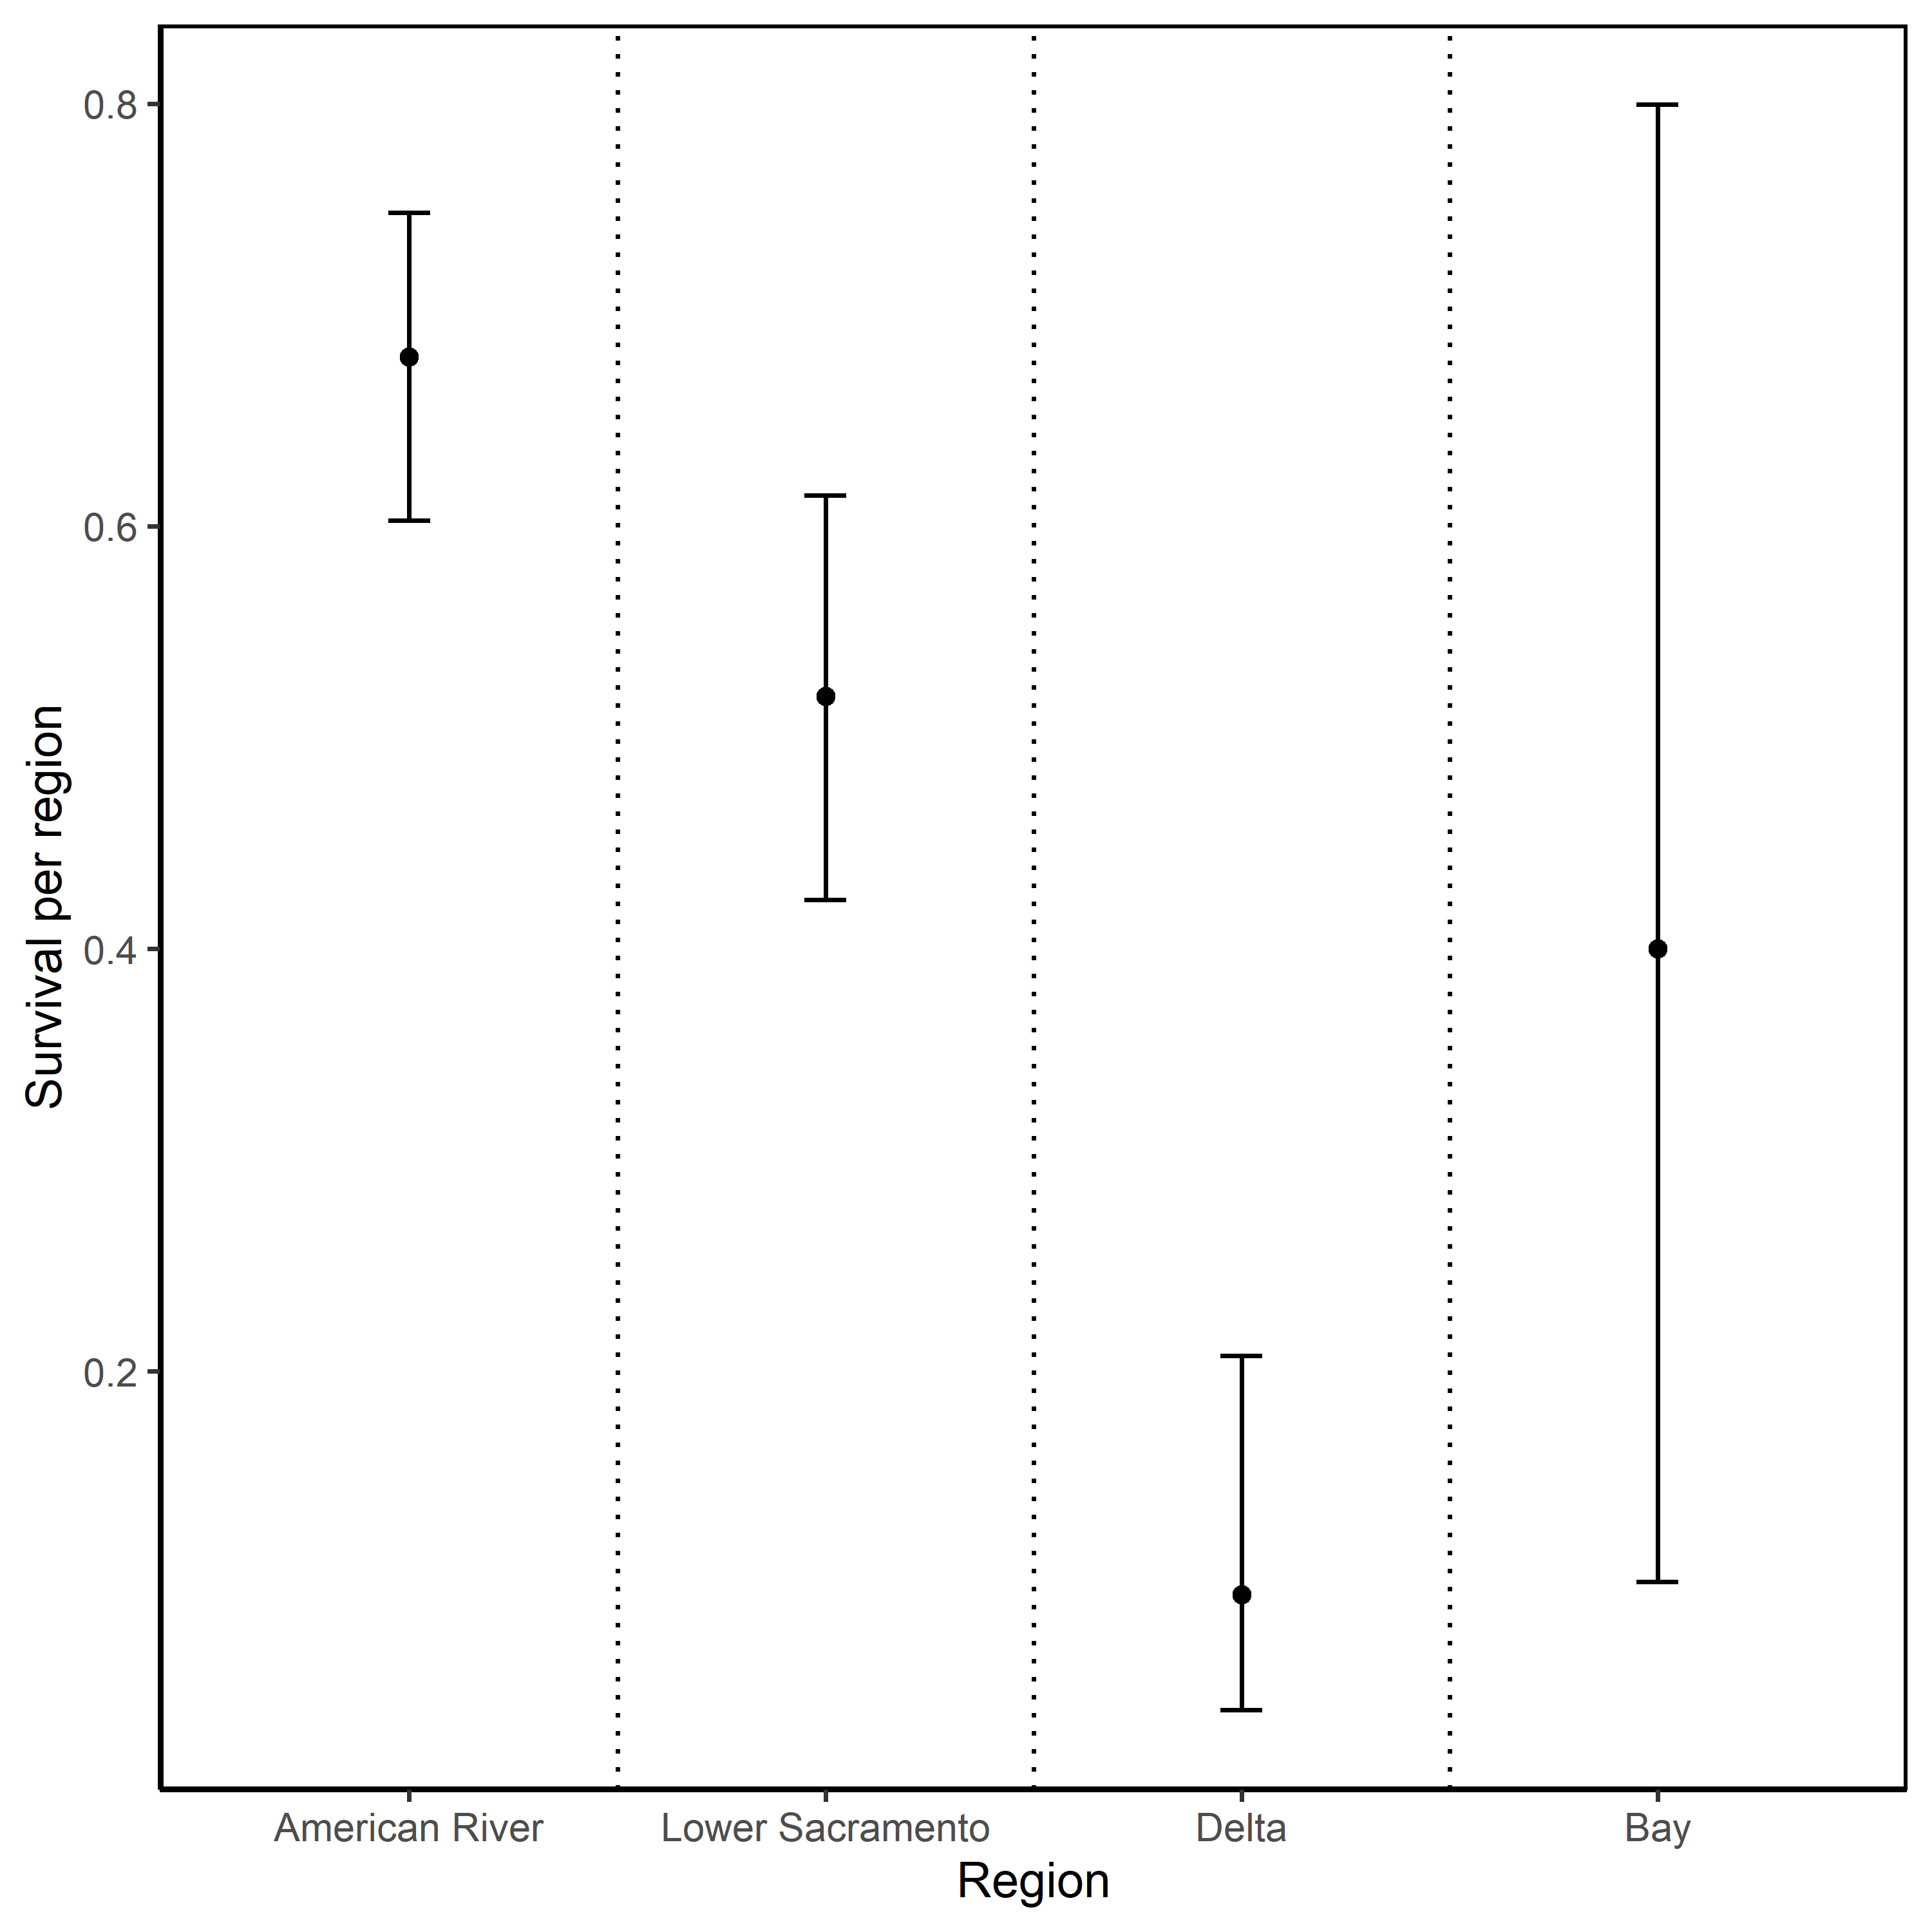 Survival per region
0.8
0.6
0.4
0.2
American River
Lower Sacramento
Delta
Bay
Region